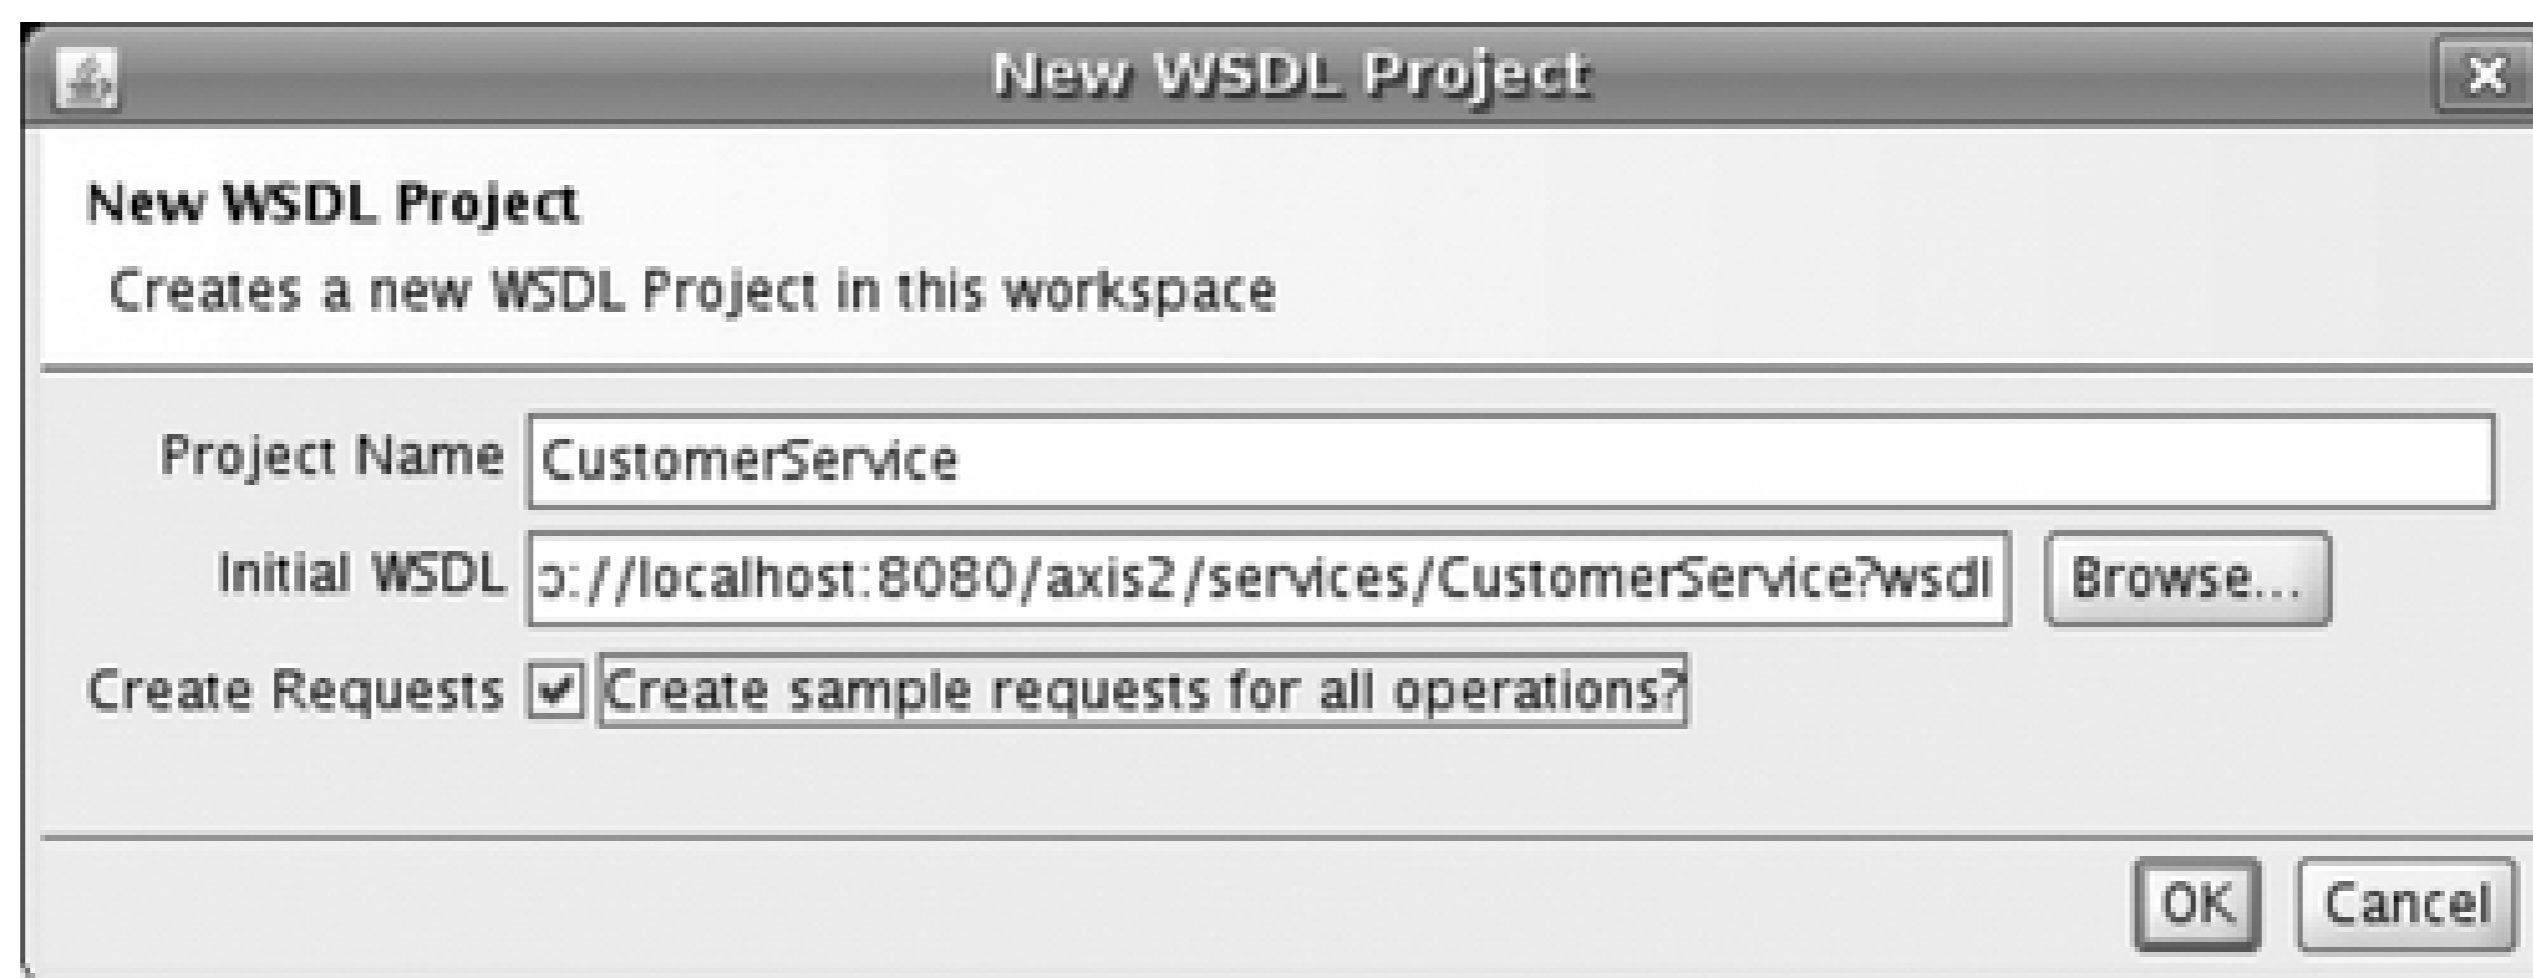 New WSDL Project
New WSDL Project
Creates a new WSDL Project in this workspace
Project Name CustomerService
Initial WSDL ://localhost:8080/axis2/services/CustomerService?wsdl Browse...
Create Requests Create sample requests for all operations?
OK Cancel